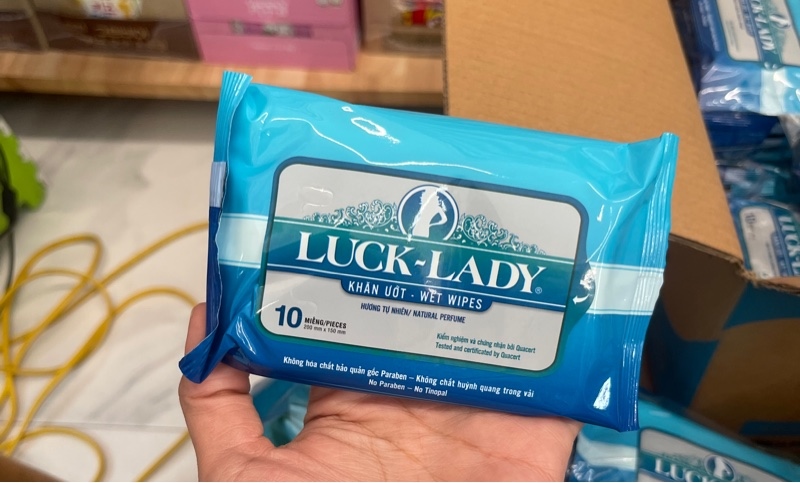 LUCK-LADY
LUCK~LADY®
KHĂN ƯỚT - WET WIPES
HƯƠNG TỰ NHIÊN/ NATURAL PERFUME
10 MIẾNG/PIECES
200 mm x 150 mm
Kiểm nghiệm và chứng nhận bởi Quacert
Tested and certificated by Quacert
Không hóa chất bảo quản gốc Paraben – Không chất huỳnh quang trong vải
No Paraben – No Tinopal